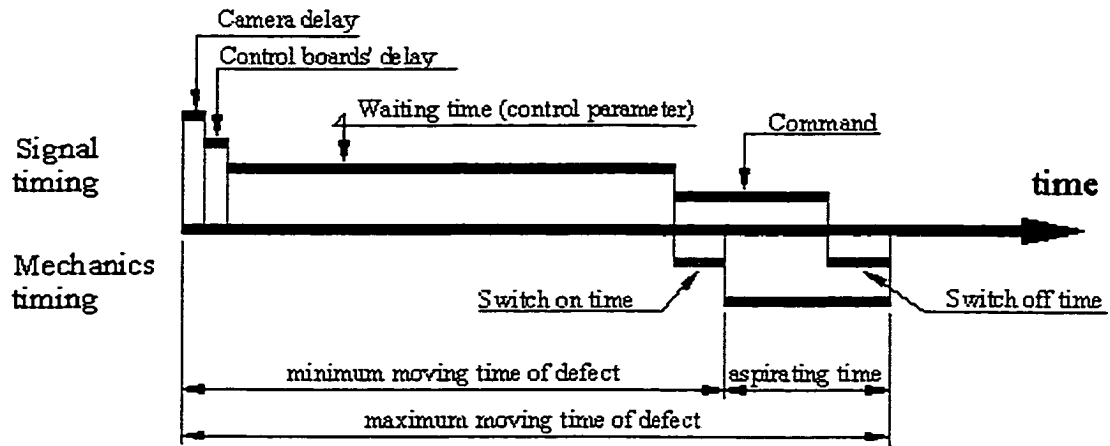 Camera delay
Control boards' delay
Waiting time (control parameter)
Command
Signal
timing
time
Mechanics
timing
Switch on time
Switch off time
minimum moving time of defect
aspirating time
maximum moving time of defect